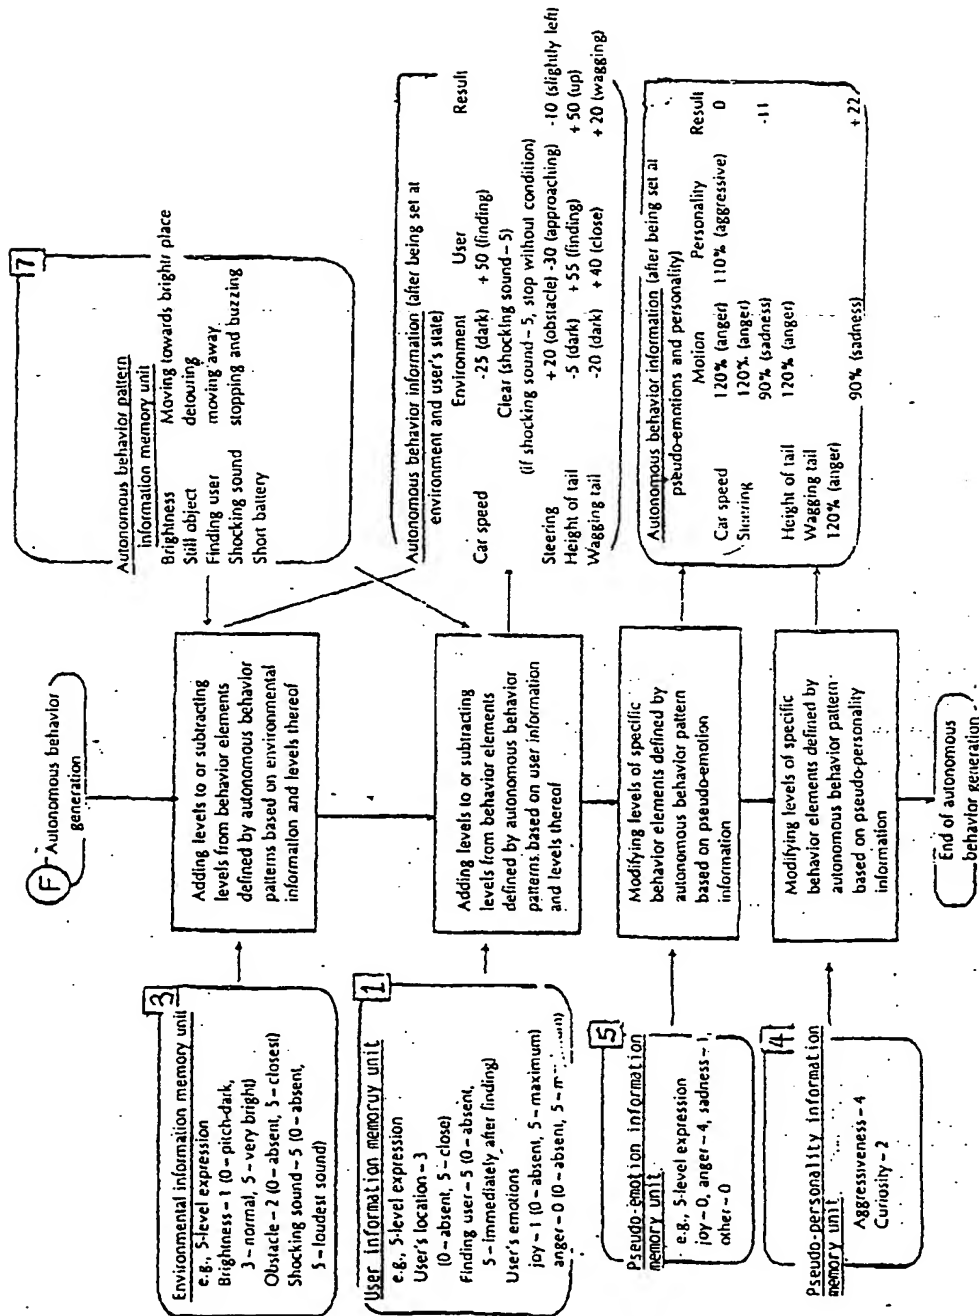 F
Autonomous behavior
generation
3
Environmental information memory unit
e.g., 5-level expression
Brightness – 1 (0 – pitch-dark,
3 – normal, 5 – very bright)
Obstacle – 2 (0 – absent, 5 – closest)
Shocking sound – 5 (0 – absent,
5 – loudest sound)
Adding levels to or subtracting
levels from behavior elements
defined by autonomous behavior
patterns based on environmental
information and levels thereof
7
Autonomous behavior pattern
information memory unit
Brightness Moving towards brightr place
Still object detouring
Finding user moving away
Shocking sound stopping and buzzing
Short battery
1
User information memoruy unit
e.g., 5-level expression
User's location – 3
(0 – absent, 5 – close)
Finding user – 5 (0 – absent,
5 – immediately after finding)
User's emotions
joy – 1 (0 – absent, 5 – maximum)
anger – 0 (0 – absent, 5 –
Adding levels to or subtracting
levels from behavior elements
defined by autonomous behavior
patterns based on user information
and levels thereof
Autonomous behavior information (after being set at
environment and user's state)
Environment User Result
Car speed -25 (dark) + 50 (finding)
Clear (shocking sound – 5)
(if shocking sound – 5, stop without condition)
Steering + 20 (obstacle) -30 (approaching) -10 (slightly left)
Height of tail -5 (dark) + 55 (finding) + 50 (up)
Wagging tail -20 (dark) + 40 (close) + 20 (wagging)
5
Pseudo-emotion information
memory unit
e.g., 5-level expression
joy – 0, anger – 4, sadness – 1,
other – 0
Modifying levels of specific
behavior elements defined by
autonomous behavior pattern
based on pseudo-emotion
information
4
Pseudo-personality information
memory unit
Aggressiveness – 4
Curiosity – 2
Modifying levels of specific
behavior elements defined by
autonomous behavior pattern
based on pseudo-personality
information
Autonomous behavior information (after being set at
pseudo-emotions and personality)
Motion Personality Result
Car speed 120% (anger) 110% (aggressive) 0
Steering 120% (anger) -11
90% (sadness)
Height of tail 120% (anger)
Wagging tail
120% (anger) 90% (sadness) + 22
End of autonomous
behavior generation